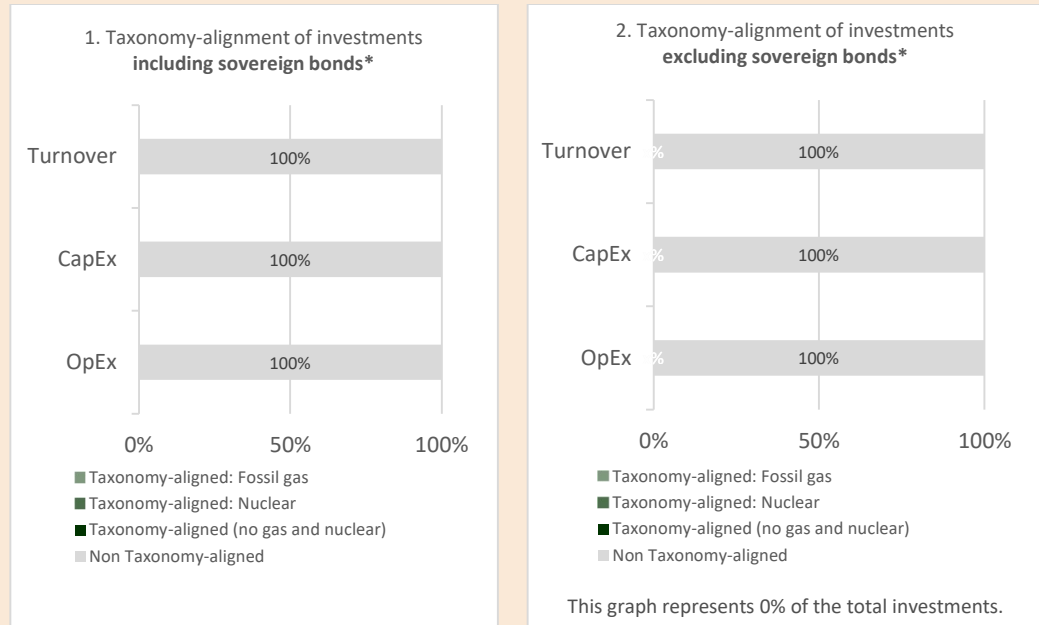 1. Taxonomy-alignment of investments
including sovereign bonds*
Turnover
100%
CapEx
100%
OpEx
100%
0% 50% 100%
Taxonomy-aligned: Fossil gas
Taxonomy-aligned: Nuclear
Taxonomy-aligned (no gas and nuclear)
Non Taxonomy-aligned
2. Taxonomy-alignment of investments
excluding sovereign bonds*
Turnover
% 100%
CapEx
% 100%
OpEx
% 100%
0% 50% 100%
Taxonomy-aligned: Fossil gas
Taxonomy-aligned: Nuclear
Taxonomy-aligned (no gas and nuclear)
Non Taxonomy-aligned
This graph represents 0% of the total investments.